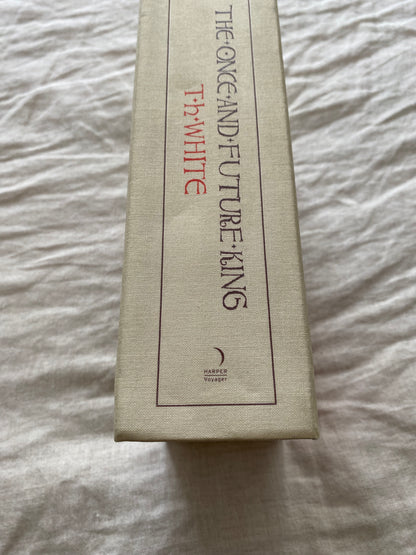 THE·ONCE·AND·FUTURE·KING
T·h·WHITE
HARPER
Voyager